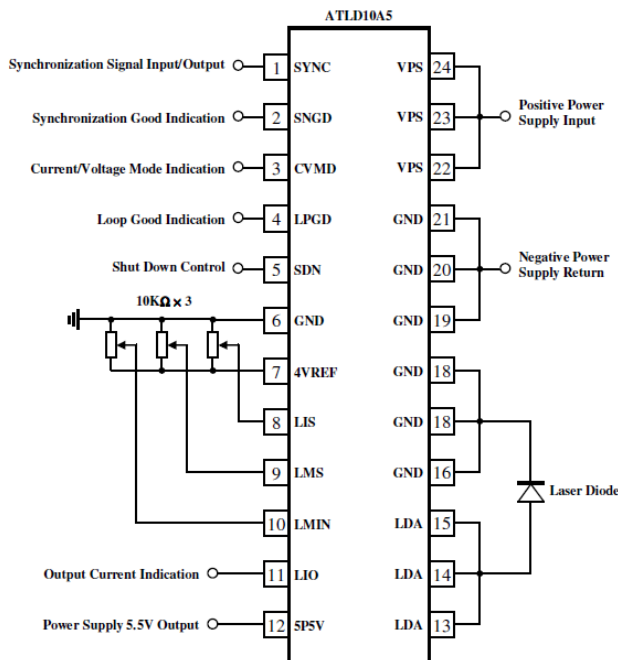 ATLD10A5
Synchronization Signal Input/Output 1 SYNC VPS 24
Synchronization Good Indication 2 SNGD VPS 23 Positive Power
Supply Input
Current/Voltage Mode Indication 3 CVMD VPS 22
Loop Good Indication 4 LPGD GND 21
Shut Down Control 5 SDN GND 20 Negative Power
Supply Return
10KΩ × 3
6 GND GND 19
7 4VREF GND 18
8 LIS GND 18
9 LMS GND 16
Laser Diode
10 LMIN LDA 15
Output Current Indication 11 LIO LDA 14
Power Supply 5.5V Output 12 5P5V LDA 13